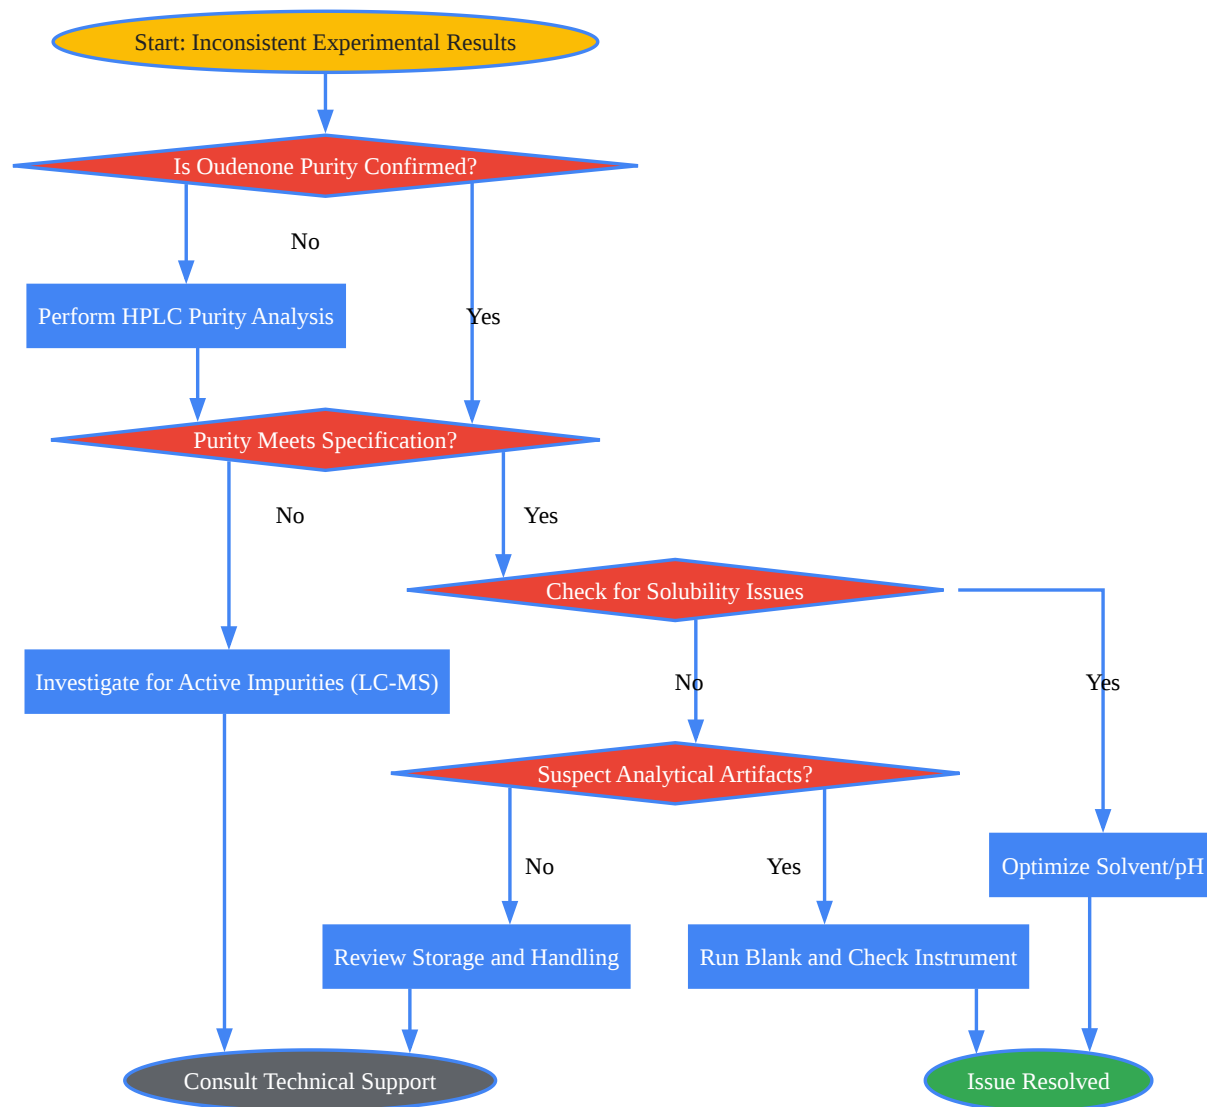 Start: Inconsistent Experimental Results
Is Oudenone Purity Confirmed?
No
Perform HPLC Purity Analysis
Yes
Purity Meets Specification?
No
Yes
Check for Solubility Issues
Investigate for Active Impurities (LC-MS)
No
Yes
Suspect Analytical Artifacts?
No
Yes
Optimize Solvent/pH
Review Storage and Handling
Run Blank and Check Instrument
Consult Technical Support
Issue Resolved